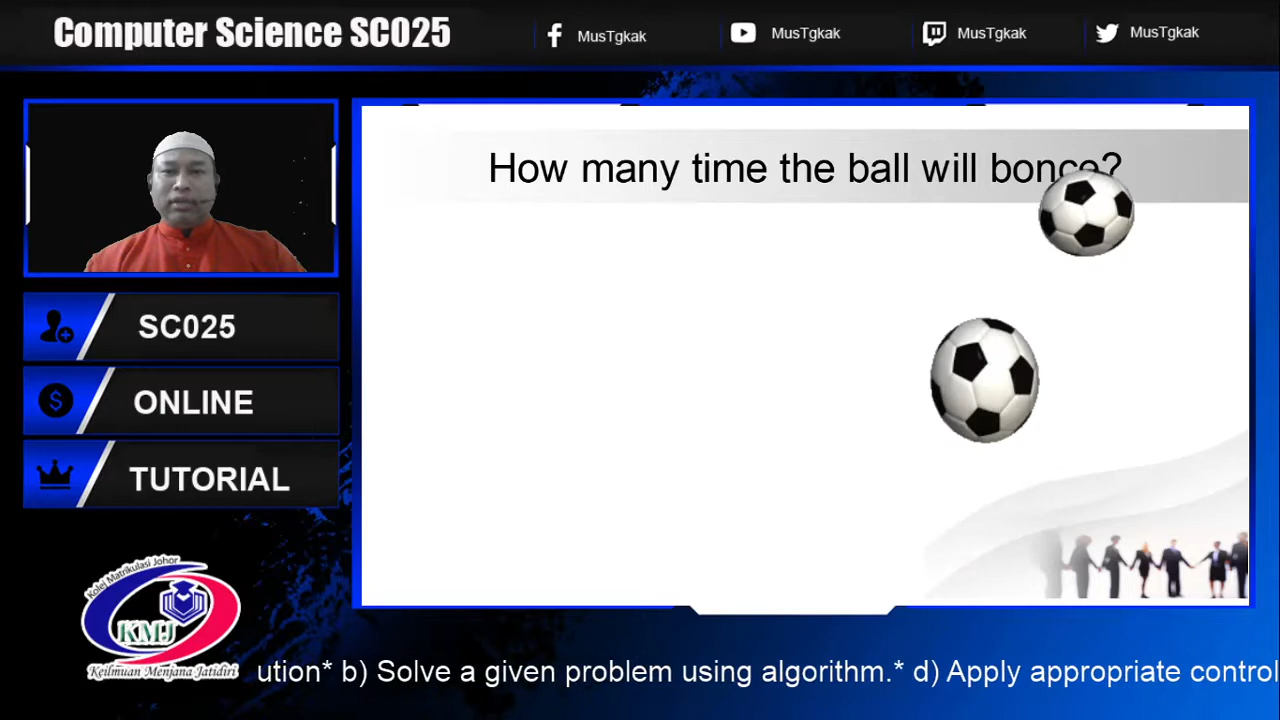 Computer Science SC025
MusTgkak
MusTgkak
MusTgkak
MusTgkak
How many time the ball will bonce?
SC025
ONLINE
TUTORIAL
Kolej Matrikulasi Johor
KMJ
Keilmuan Menjana Jatidiri
ution* b) Solve a given problem using algorithm.* d) Apply appropriate control